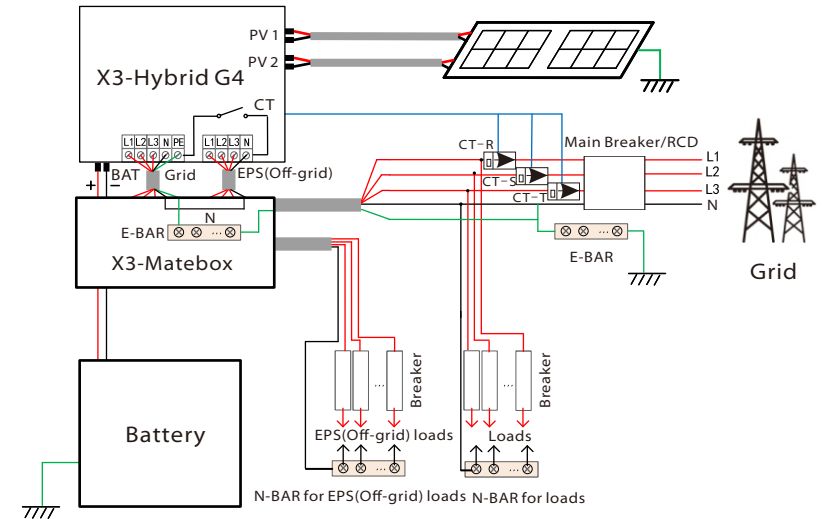 PV 1
PV 2
X3-Hybrid G4
CT
L1 L2 L3 N PE
L1 L2 L3 N
BAT
Grid
EPS(Off-grid)
+ −
CT-R
CT-S
CT-T
Main Breaker/RCD
L1
L2
L3
N
N
E-BAR
X3-Matebox
E-BAR
Grid
Breaker
Breaker
...
...
...
...
EPS(Off-grid) loads
Loads
...
...
N-BAR for EPS(Off-grid) loads
N-BAR for loads
Battery